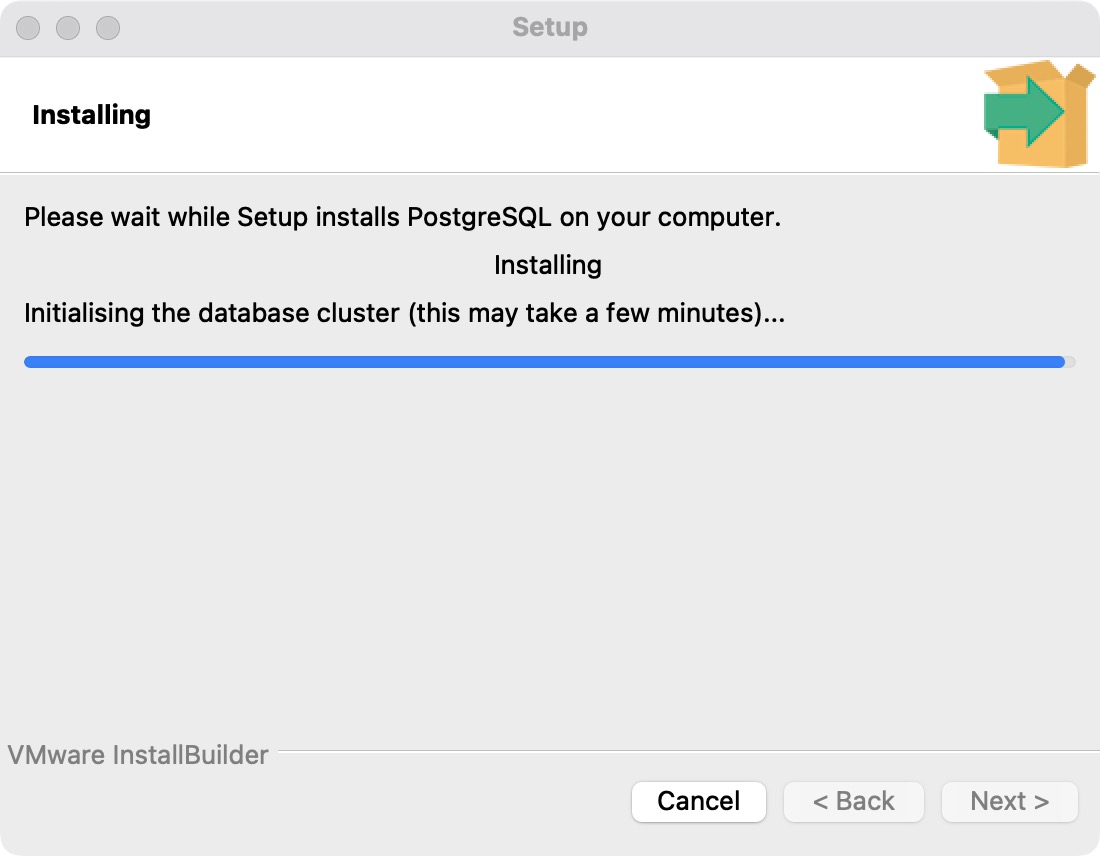 Setup
Installing
Please wait while Setup installs PostgreSQL on your computer.
Installing
Initialising the database cluster (this may take a few minutes)...
VMware InstallBuilder
Cancel
< Back
Next >